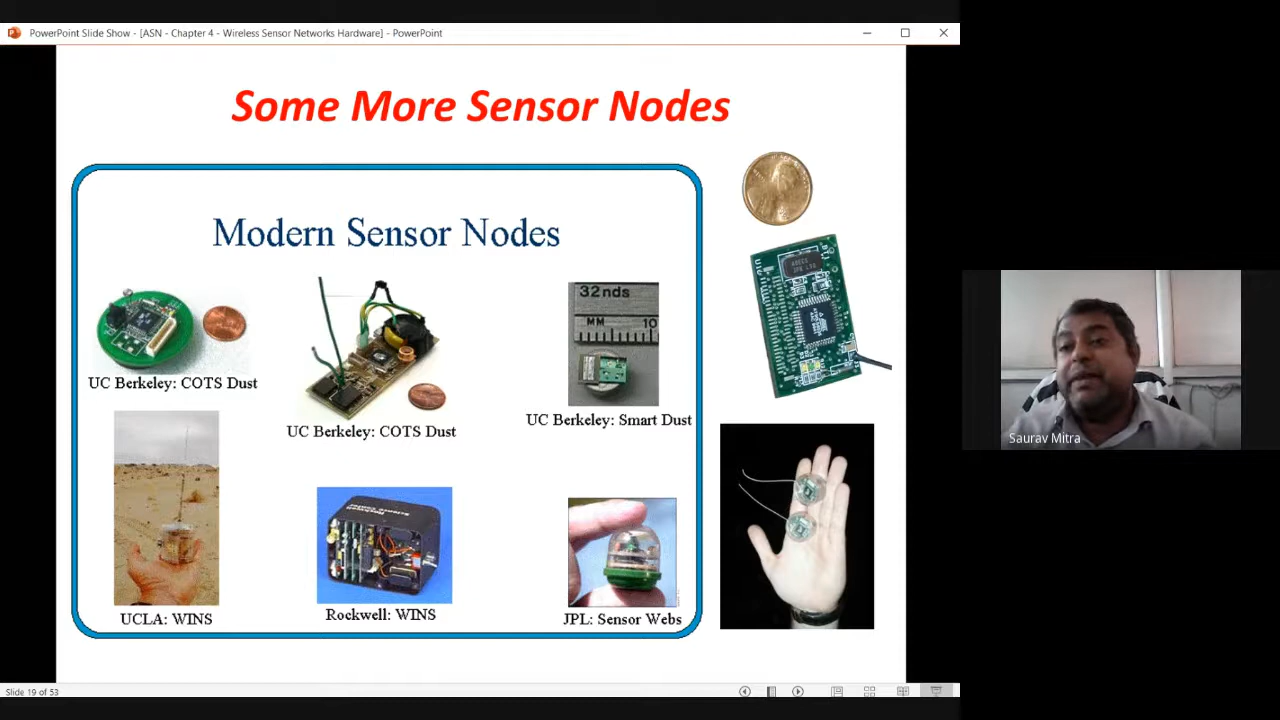 PowerPoint Slide Show - [ASN - Chapter 4 - Wireless Sensor Networks Hardware] - PowerPoint
Some More Sensor Nodes
Modern Sensor Nodes
32nds
MM
10
UC Berkeley: COTS Dust
UC Berkeley: COTS Dust
UC Berkeley: Smart Dust
UCLA: WINS
Rockwell: WINS
JPL: Sensor Webs
Saurav Mitra
Slide 19 of 53